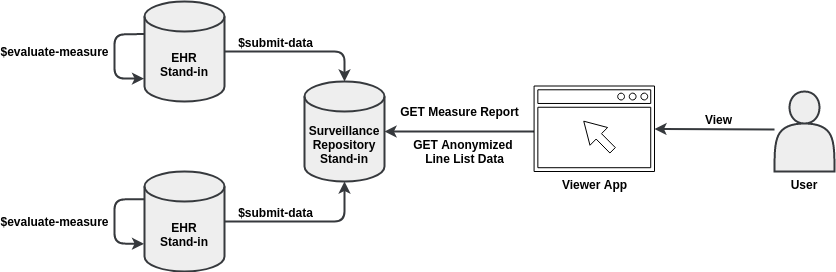 $evaluate-measure
EHR
Stand-in
$submit-data
Surveillance
Repository
Stand-in
GET Measure Report
GET Anonymized
Line List Data
Viewer App
View
User
$evaluate-measure
EHR
Stand-in
$submit-data